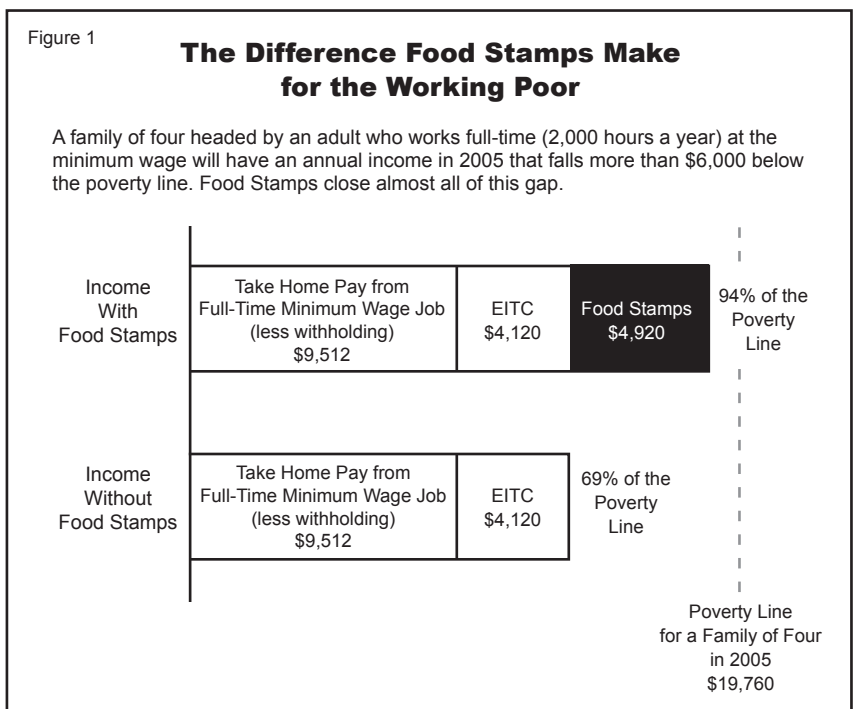 Figure 1
The Difference Food Stamps Make
for the Working Poor
A family of four headed by an adult who works full-time (2,000 hours a year) at the
minimum wage will have an annual income in 2005 that falls more than $6,000 below
the poverty line. Food Stamps close almost all of this gap.
Income
With
Food Stamps
Take Home Pay from
Full-Time Minimum Wage Job
(less withholding)
$9,512
EITC
$4,120
Food Stamps
$4,920
94% of the
Poverty
Line
Income
Without
Food Stamps
Take Home Pay from
Full-Time Minimum Wage Job
(less withholding)
$9,512
EITC
$4,120
69% of the
Poverty
Line
Poverty Line
for a Family of Four
in 2005
$19,760